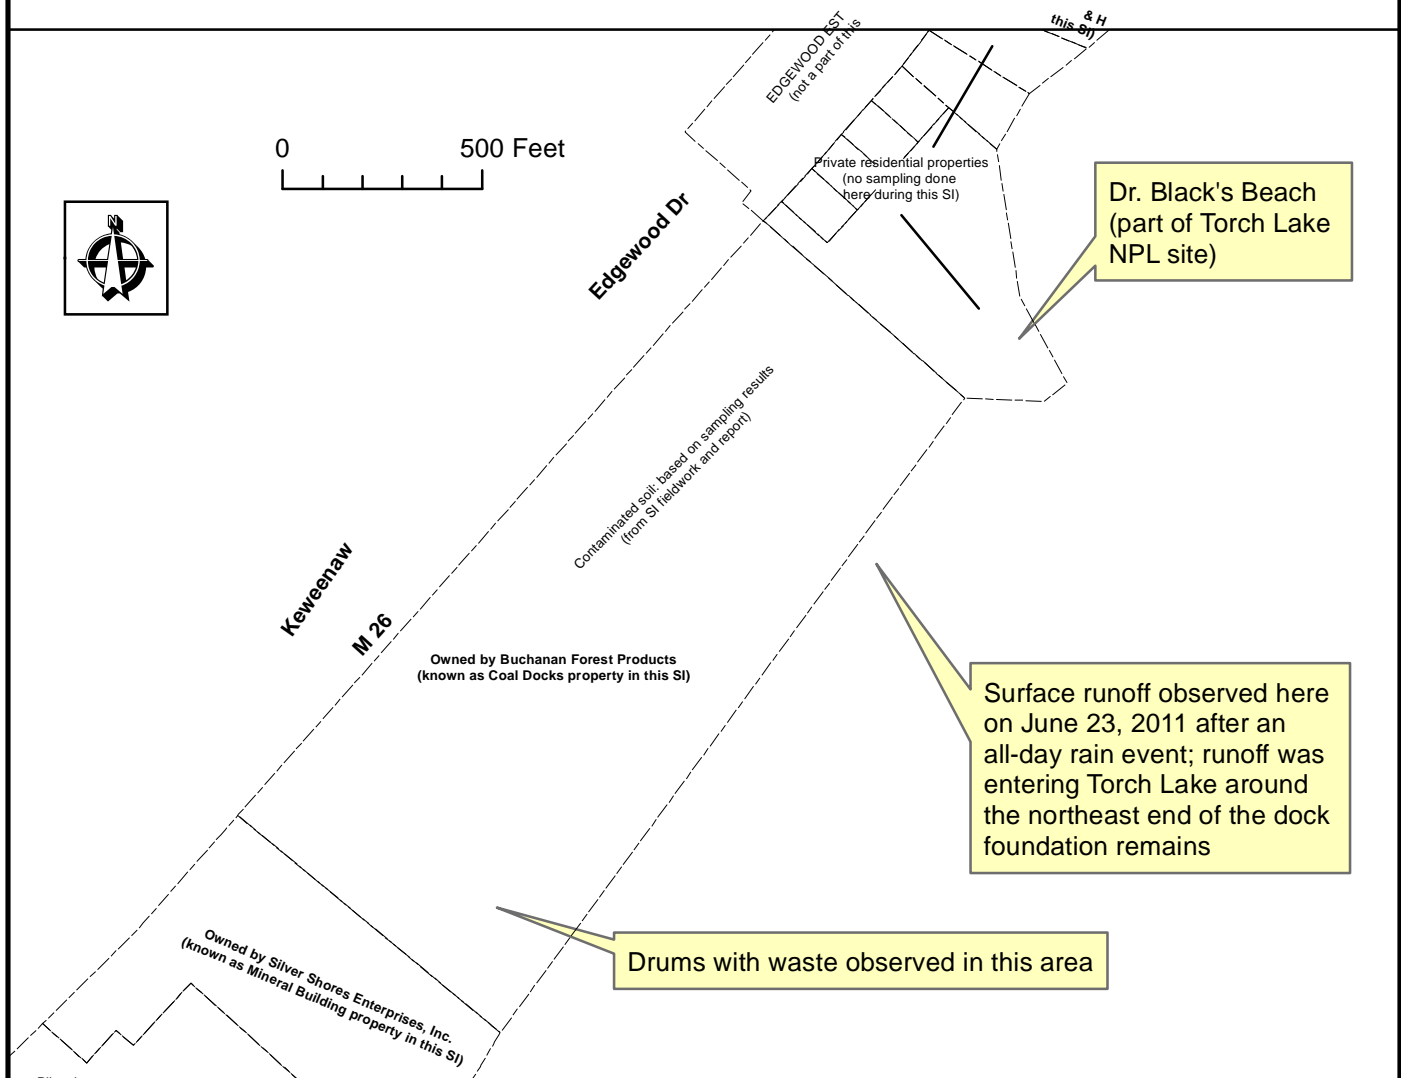 & H
this SI)
EDGEWOOD EST
(not a part of this
0
500 Feet
N
Private residential properties
(no sampling done
here during this SI)
Dr. Black's Beach
(part of Torch Lake
NPL site)
Edgewood Dr
Contaminated soil: based on sampling results
(from SI fieldwork and report)
Keweenaw
M 26
Owned by Buchanan Forest Products
(known as Coal Docks property in this SI)
Surface runoff observed here
on June 23, 2011 after an
all-day rain event; runoff was
entering Torch Lake around
the northeast end of the dock
foundation remains
Owned by Silver Shores Enterprises, Inc.
(known as Mineral Building property in this SI)
Drums with waste observed in this area